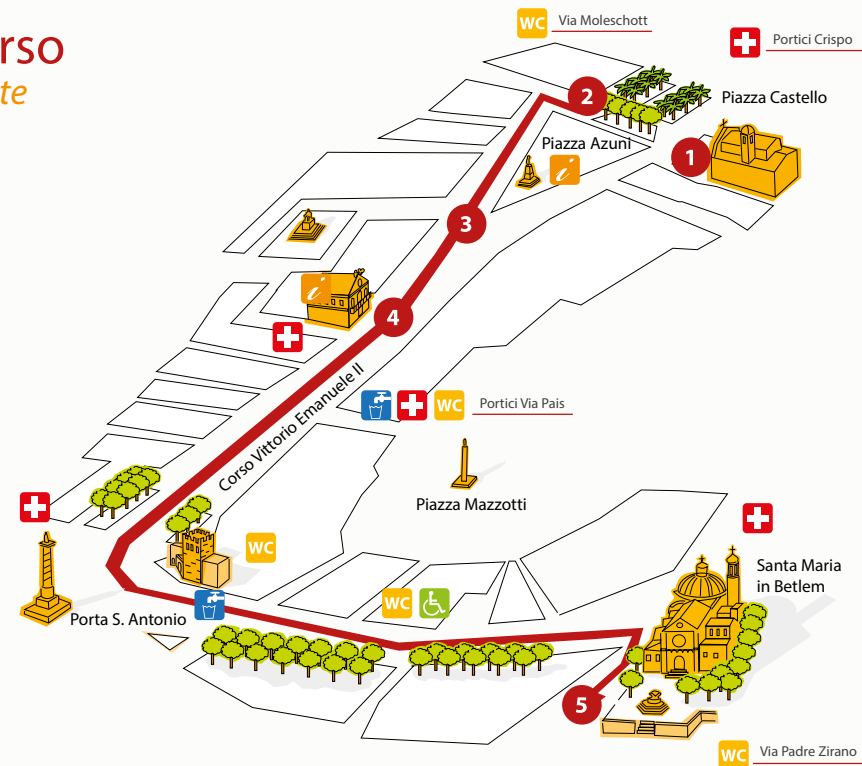 rso
te
WC Via Moleschott
Portici Crispo
2
Piazza Castello
Piazza Azuni
1
i
3
i
4
Corso Vittorio Emanuele II
WC Portici Via Pais
Piazza Mazzotti
WC
Santa Maria
in Betlem
WC
Porta S. Antonio
5
WC Via Padre Zirano